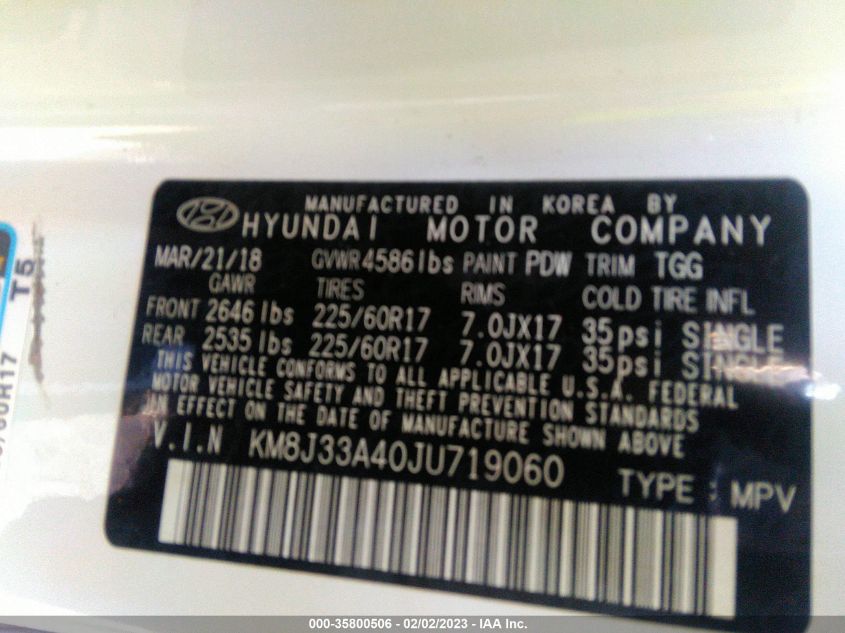 MANUFACTURED IN KOREA BY
HYUNDAI MOTOR COMPANY
MAR/21/18 GVWR 4586lbs PAINT PDW TRIM TGG
GAWR TIRES RIMS COLD TIRE INFL
FRONT 2646 lbs 225/60R17 7.0JX17 35psi SINGLE
REAR 2535 lbs 225/60R17 7.0JX17 35psi SINGLE
THIS VEHICLE CONFORMS TO ALL APPLICABLE U.S.A. FEDERAL
MOTOR VEHICLE SAFETY AND THEFT PREVENTION STANDARDS
IN EFFECT ON THE DATE OF MANUFACTURE SHOWN ABOVE
V.I.N KM8J33A40JU719060
TYPE : MPV
T5
000-35800506 - 02/02/2023 - IAA Inc.